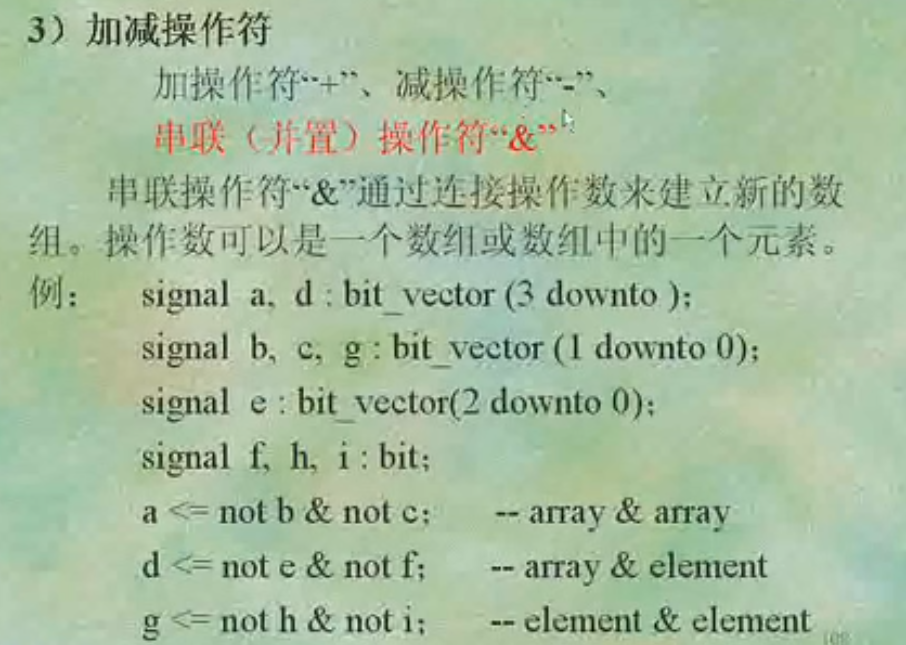 3）加减操作符
加操作符“+”、减操作符“-”、
串联（并置）操作符“&”
串联操作符“&”通过连接操作数来建立新的数
组。操作数可以是一个数组或数组中的一个元素。
例： signal a, d : bit_vector (3 downto );
signal b, c, g : bit_vector (1 downto 0);
signal e : bit_vector(2 downto 0);
signal f, h, i : bit;
a <= not b & not c; -- array & array
d <= not e & not f; -- array & element
g <= not h & not i; -- element & element